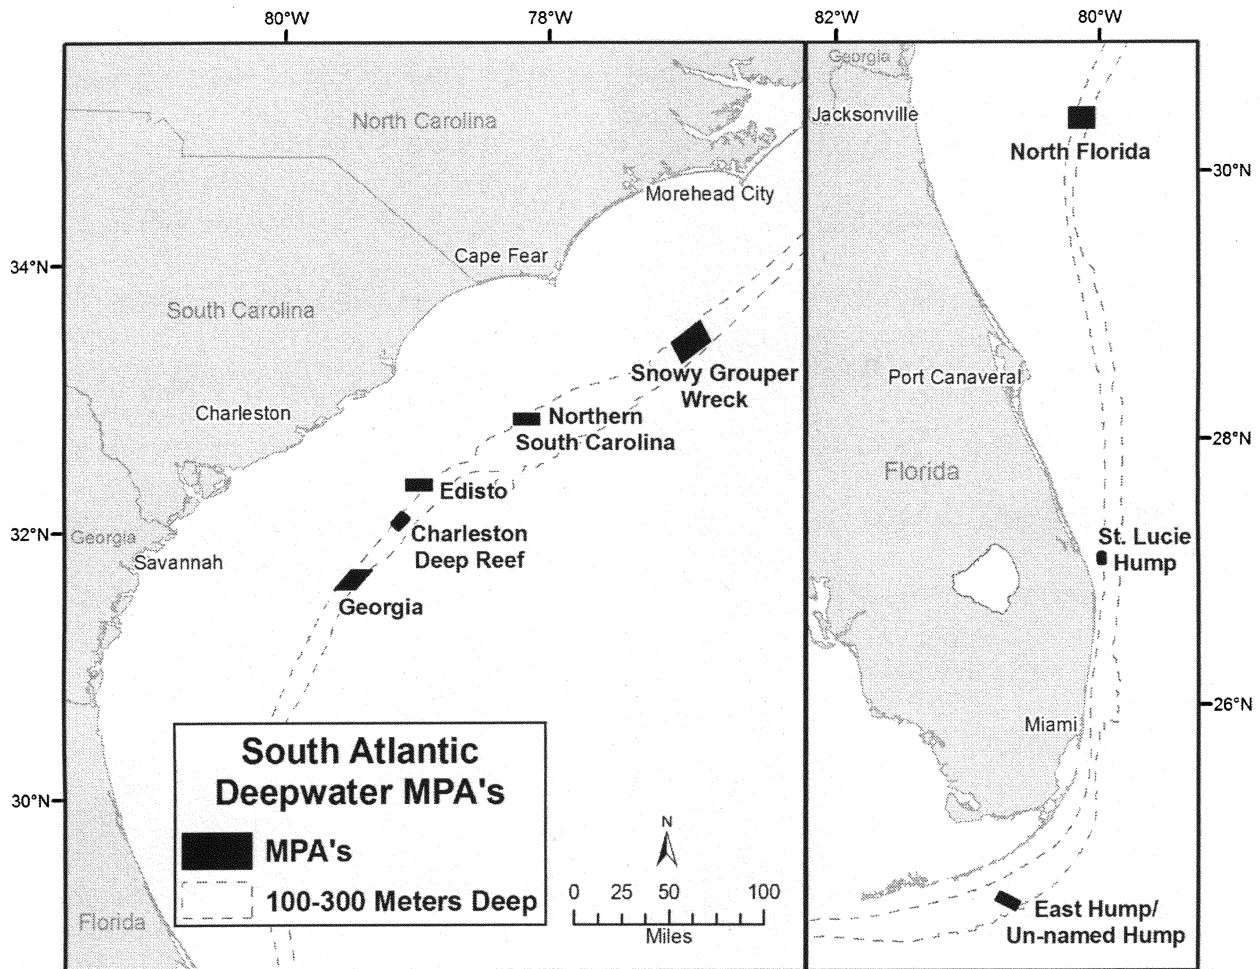 80°W
78°W
82°W
80°W
Georgia
North Carolina
Jacksonville
North Florida
30°N
Morehead City
Cape Fear
34°N
South Carolina
Snowy Grouper
Wreck
Port Canaveral
Charleston
Northern
South Carolina
28°N
Florida
Edisto
Charleston
Deep Reef
32°N
Georgia
Savannah
St. Lucie
Hump
Georgia
26°N
Miami
South Atlantic
Deepwater MPA's
30°N
MPA's
100-300 Meters Deep
N
0 25 50 100
Miles
Florida
East Hump/
Un-named Hump